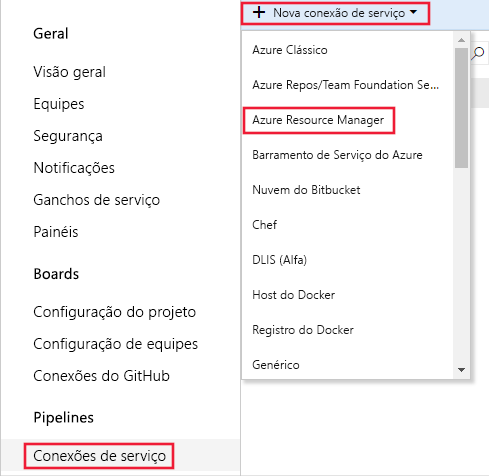 Geral
Visão geral
Equipes
Segurança
Notificações
Ganchos de serviço
Painéis
Boards
Configuração do projeto
Configuração de equipes
Conexões do GitHub
Pipelines
Conexões de serviço
+ Nova conexão de serviço
Azure Clássico
Azure Repos/Team Foundation Se...
Azure Resource Manager
Barramento de Serviço do Azure
Nuvem do Bitbucket
Chef
DLIS (Alfa)
Host do Docker
Registro do Docker
Genérico